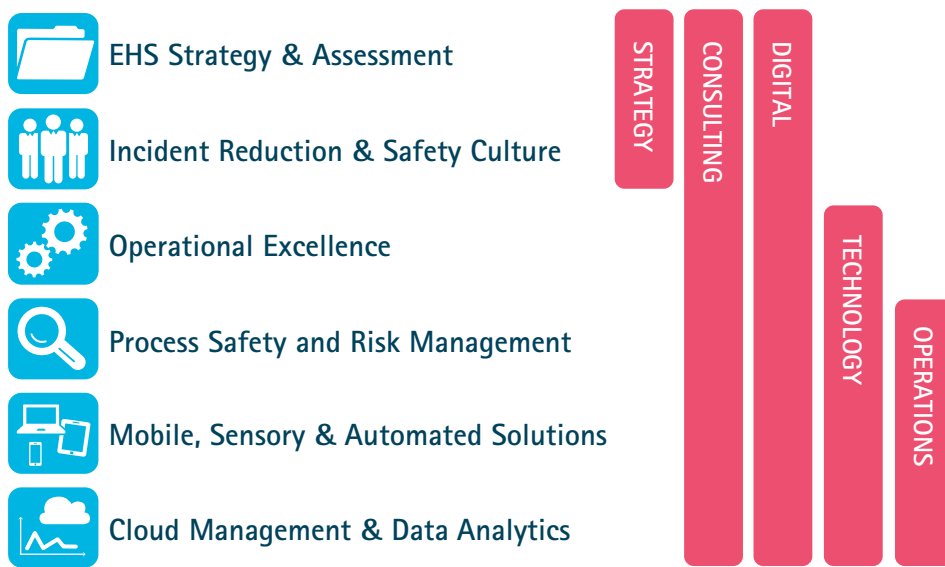 EHS Strategy & Assessment
Incident Reduction & Safety Culture
Operational Excellence
Process Safety and Risk Management
Mobile, Sensory & Automated Solutions
Cloud Management & Data Analytics
STRATEGY
CONSULTING
DIGITAL
TECHNOLOGY
OPERATIONS